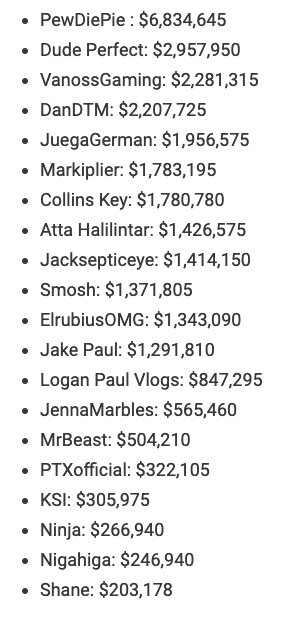 • PewDiePie : $6,834,645
• Dude Perfect: $2,957,950
• VanossGaming: $2,281,315
• DanDTM: $2,207,725
• JuegaGerman: $1,956,575
• Markiplier: $1,783,195
• Collins Key: $1,780,780
• Atta Halilintar: $1,426,575
• Jacksepticeye: $1,414,150
• Smosh: $1,371,805
• ElrubiusOMG: $1,343,090
• Jake Paul: $1,291,810
• Logan Paul Vlogs: $847,295
• JennaMarbles: $565,460
• MrBeast: $504,210
• PTXofficial: $322,105
• KSI: $305,975
• Ninja: $266,940
• Nigahiga: $246,940
• Shane: $203,178